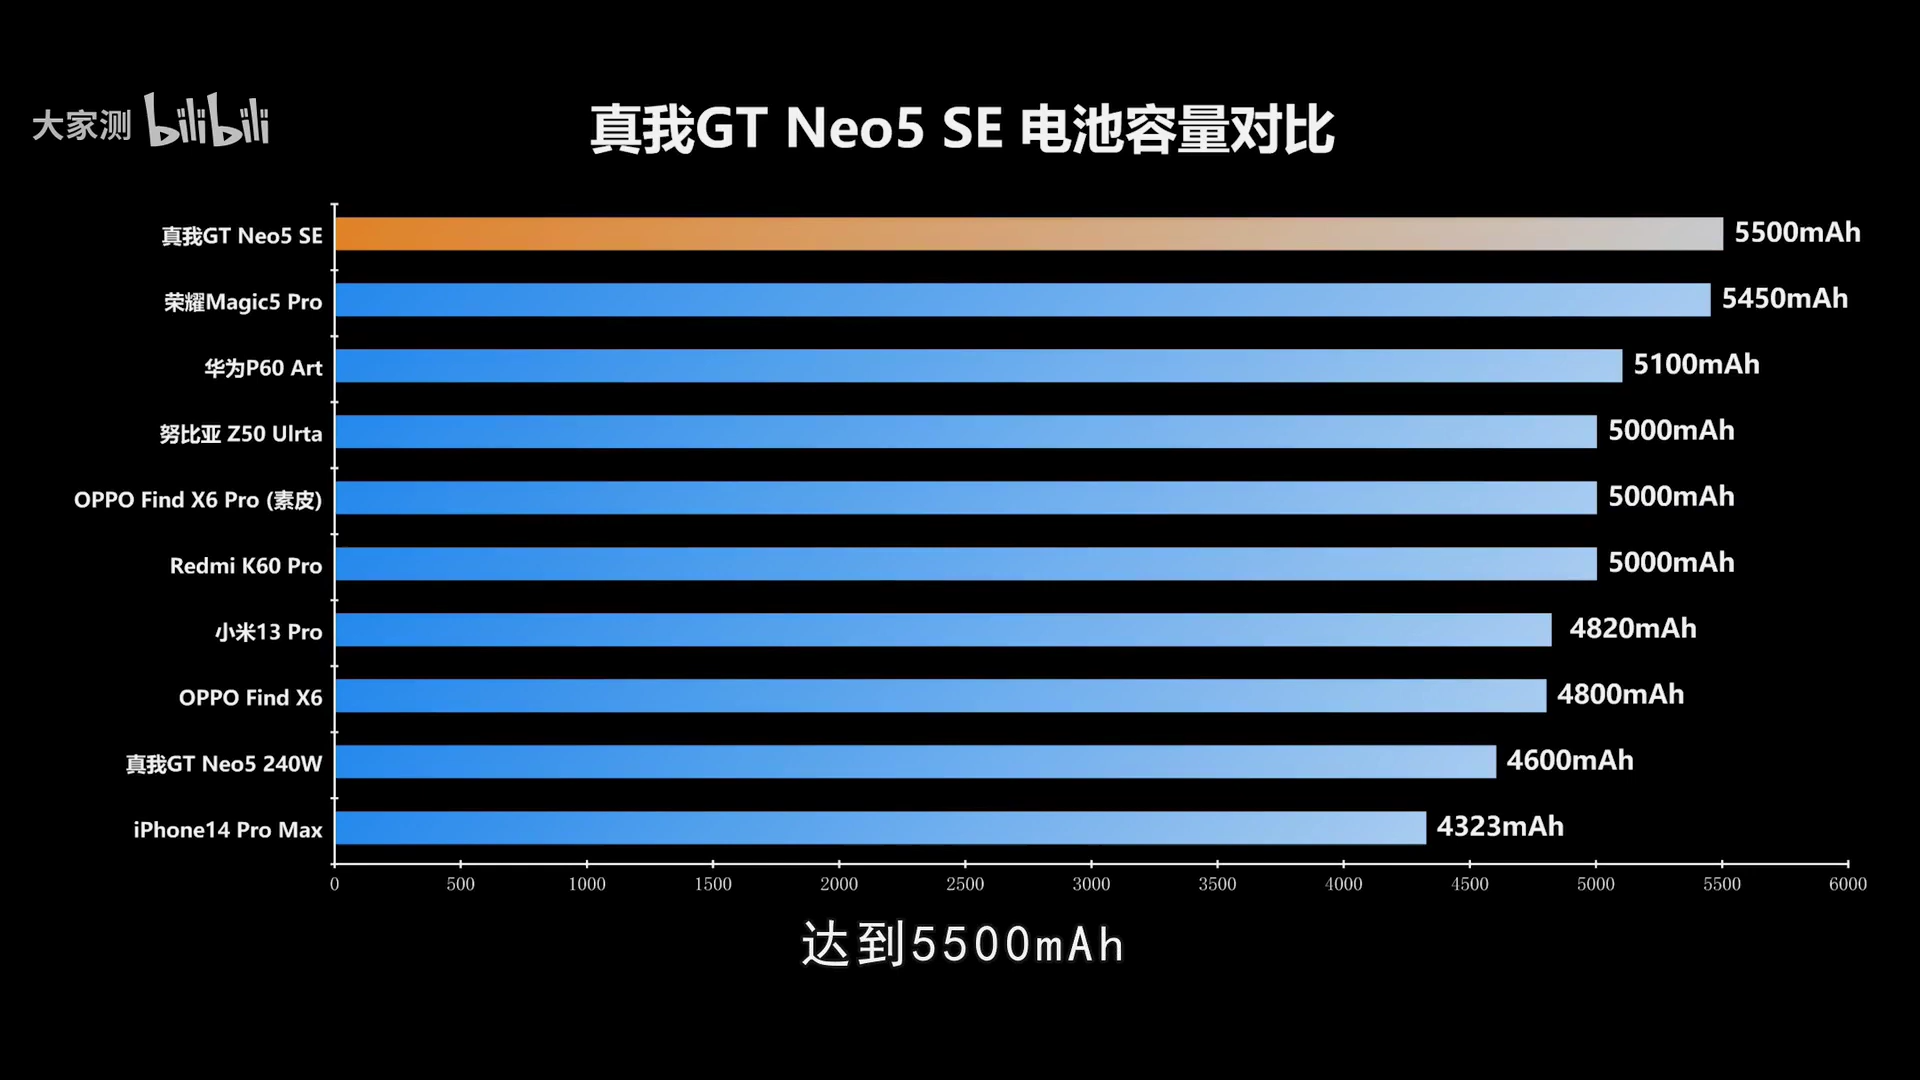 大家测 bilibili
真我GT Neo5 SE 电池容量对比
真我GT Neo5 SE 5500mAh
荣耀Magic5 Pro 5450mAh
华为P60 Art 5100mAh
努比亚 Z50 Ulrta 5000mAh
OPPO Find X6 Pro (素皮) 5000mAh
Redmi K60 Pro 5000mAh
小米13 Pro 4820mAh
OPPO Find X6 4800mAh
真我GT Neo5 240W 4600mAh
iPhone14 Pro Max 4323mAh
0 500 1000 1500 2000 2500 3000 3500 4000 4500 5000 5500 6000
达到5500mAh